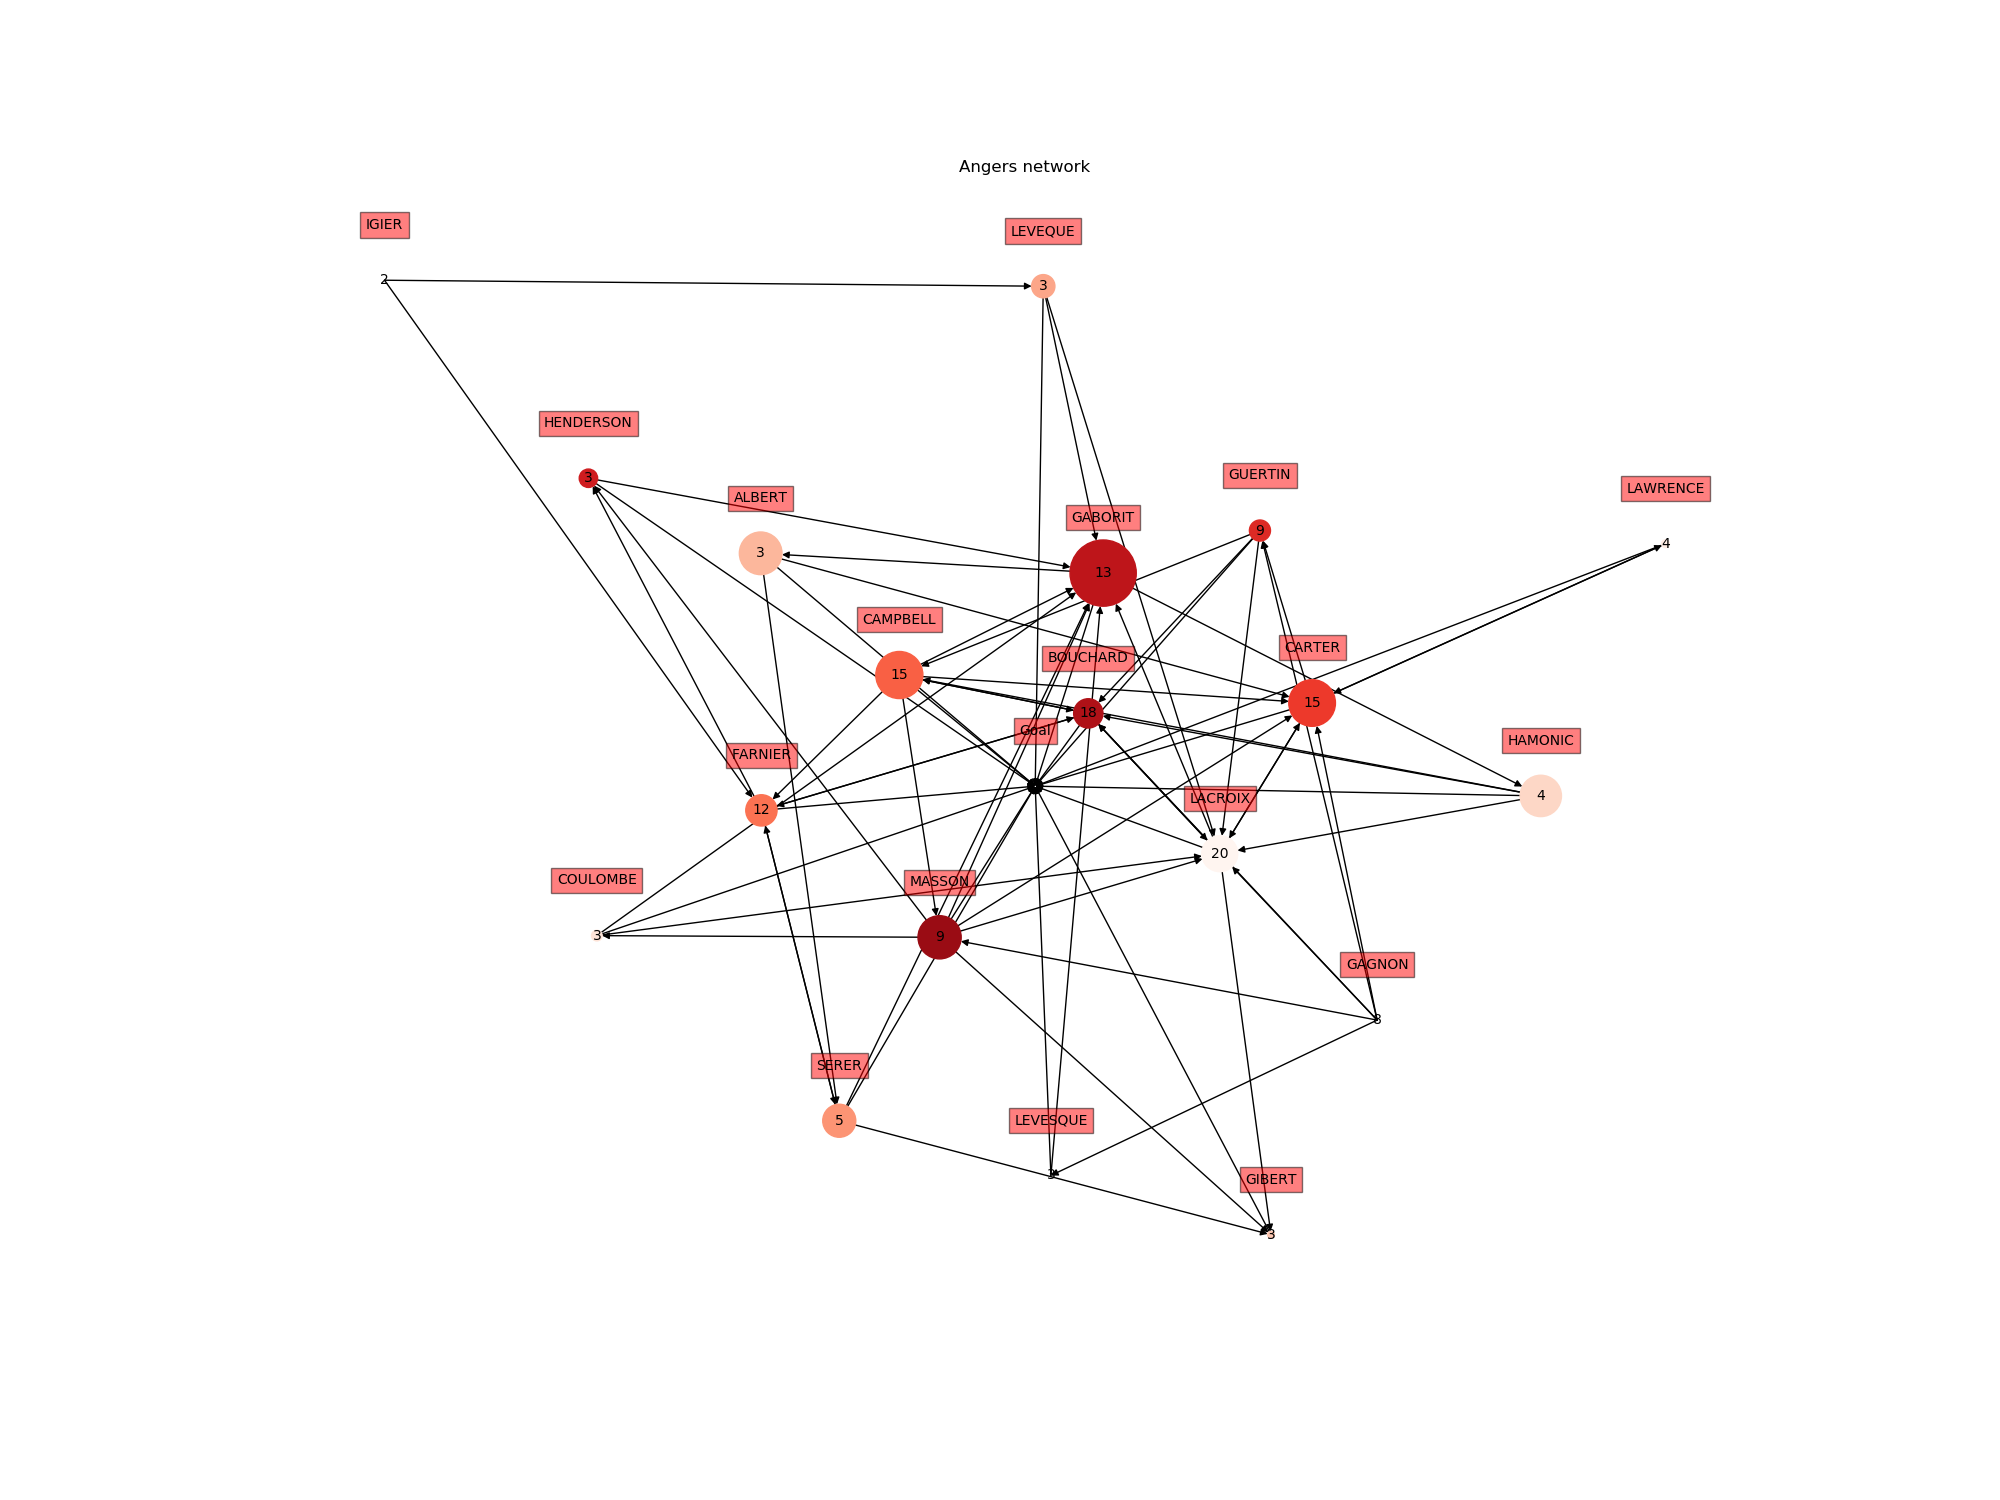 Angers network
IGIER
LEVEQUE
2
3
HENDERSON
3
GUERTIN
LAWRENCE
ALBERT
GABORIT
9
4
3
13
CAMPBELL
CARTER
BOUCHARD
15
15
18
Goal
HAMONIC
FARNIER
LACROIX
4
12
20
COULOMBE
MASSON
3
9
GAGNON
SERER
LEVESQUE
5
3
GIBERT
3